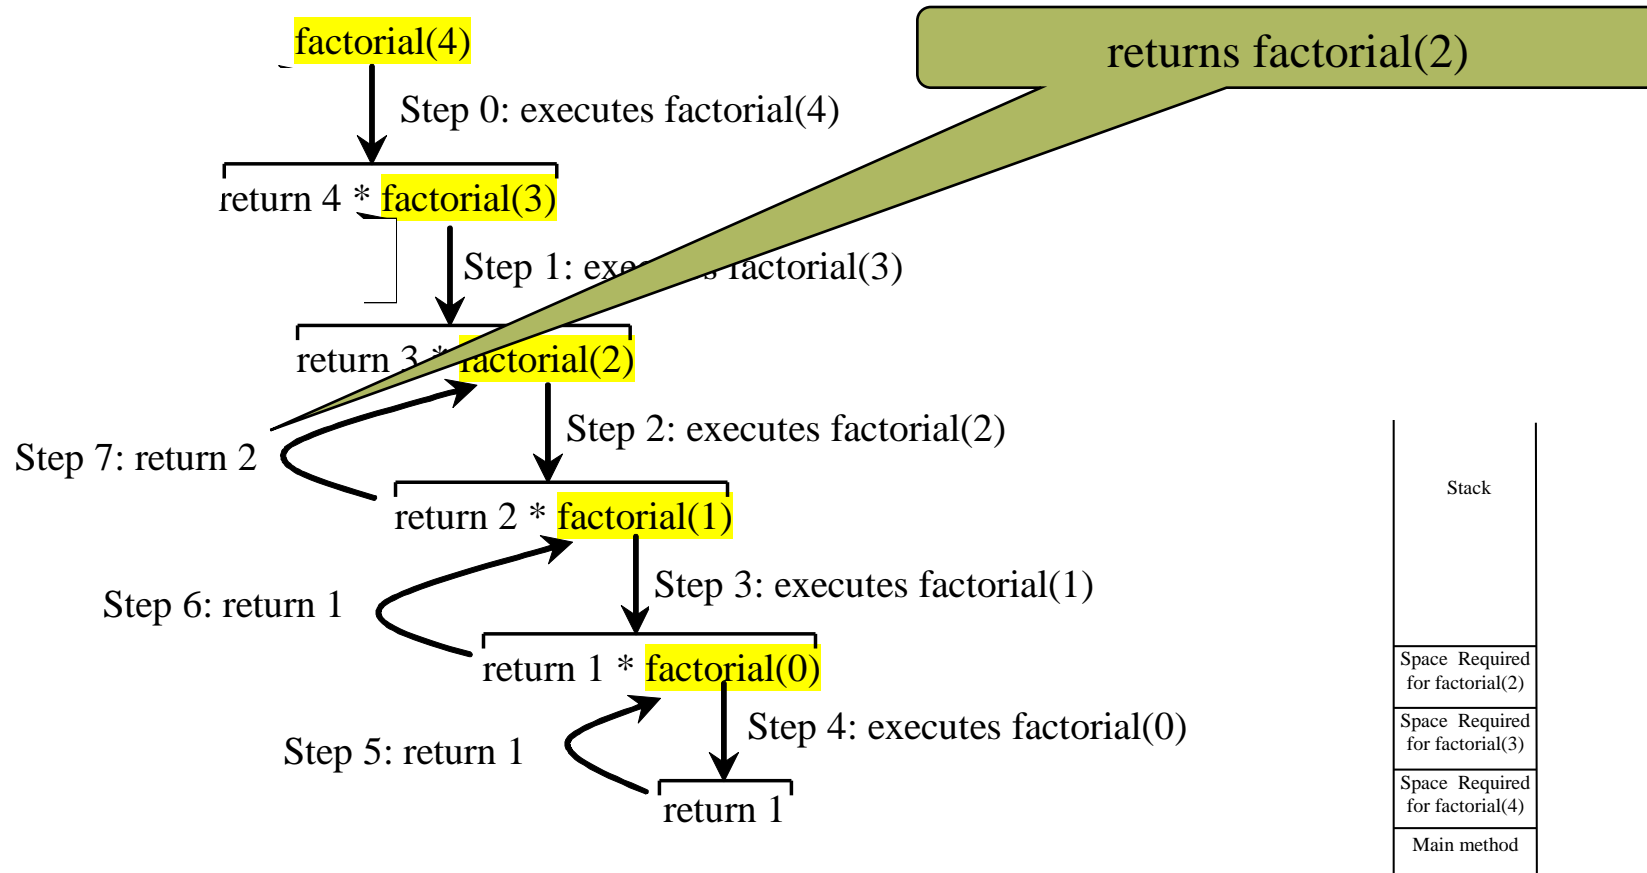 factorial(4)
returns factorial(2)
Step 0: executes factorial(4)
return 4 * factorial(3)
Step 1: executes factorial(3)
return 3 * factorial(2)
Step 2: executes factorial(2)
Step 7: return 2
return 2 * factorial(1)
Step 3: executes factorial(1)
Step 6: return 1
return 1 * factorial(0)
Step 4: executes factorial(0)
Step 5: return 1
return 1
Stack
Space Required
for factorial(2)
Space Required
for factorial(3)
Space Required
for factorial(4)
Main method